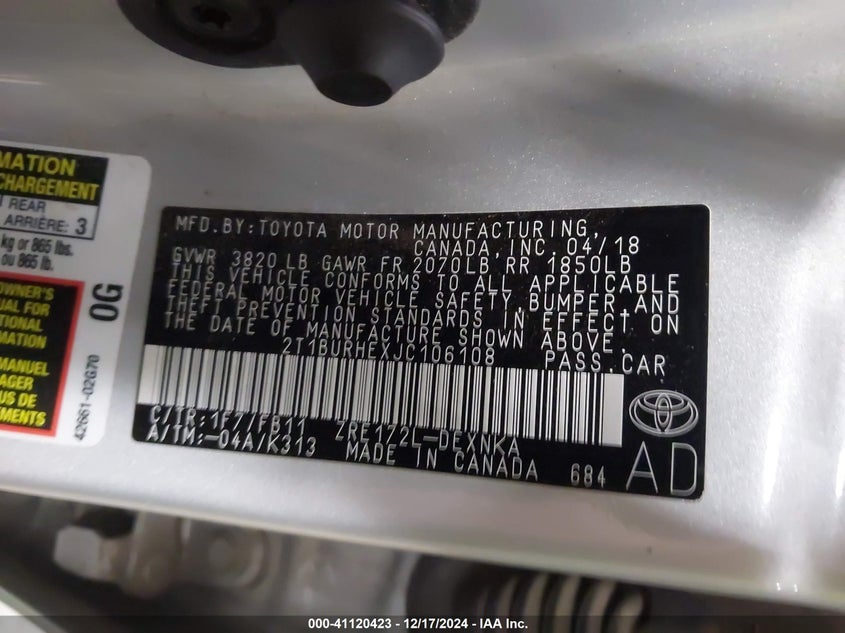 MATION
CHARGEMENT
REAR
ARRIÈRE: 3
kg or 865 lbs.
ou 865 lb.
OWNER'S
UAL FOR
TIONAL
MATION
MANUEL
AGER
US DE
EMENTS
0G
42661-02G70
MFD.BY:TOYOTA MOTOR MANUFACTURING,
CANADA,INC.04/18
GVWR 3820 LB GAWR FR 2070LB RR 1850LB
THIS VEHICLE CONFORMS TO ALL APPLICABLE
FEDERAL MOTOR VEHICLE SAFETY,BUMPER,AND
THEFT PREVENTION STANDARDS IN EFFECT ON
THE DATE OF MANUFACTURE SHOWN ABOVE.
2T1BURHEXJC106108 PASS.CAR
C/TR:1F7/FB11 ZRE172L-DEXNKA
A/TM:-04A/K313 MADE IN CANADA 684
AD
000-41120423 - 12/17/2024 - IAA Inc.